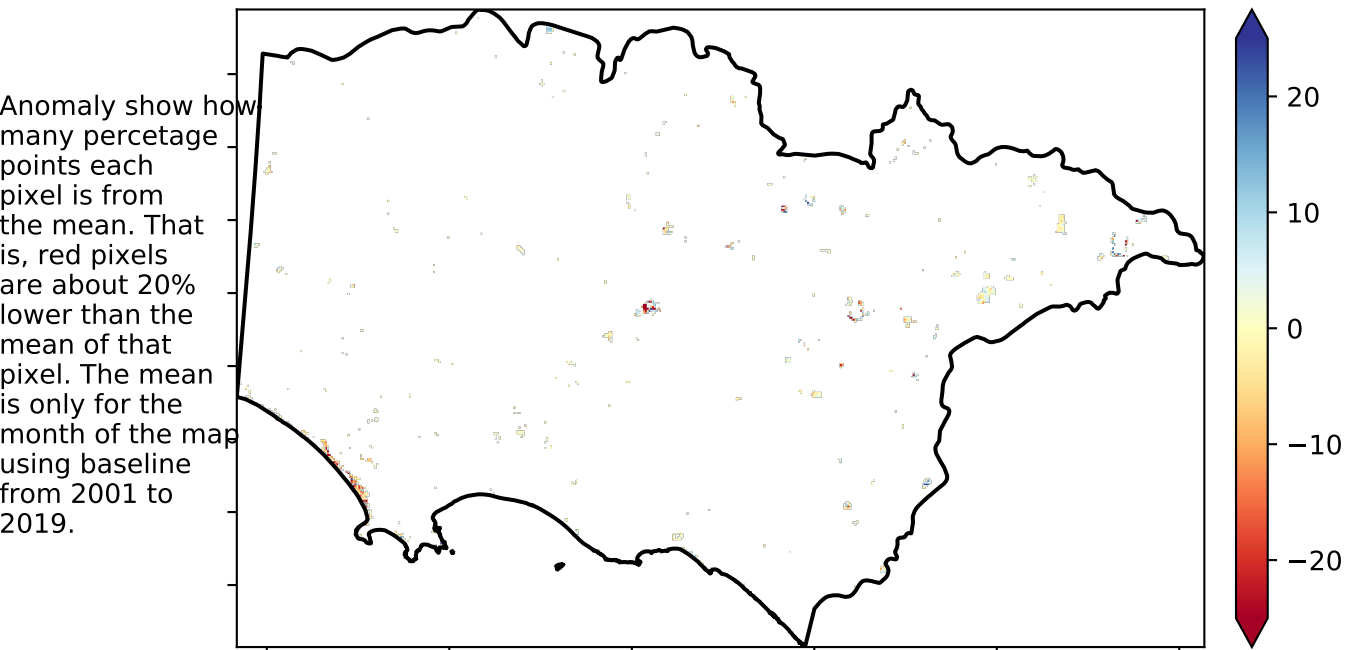 Anomaly show how
many percetage
points each
pixel is from
the mean. That
is, red pixels
are about 20%
lower than the
mean of that
pixel. The mean
is only for the
month of the map
using baseline
from 2001 to
2019.
20
10
0
−10
−20